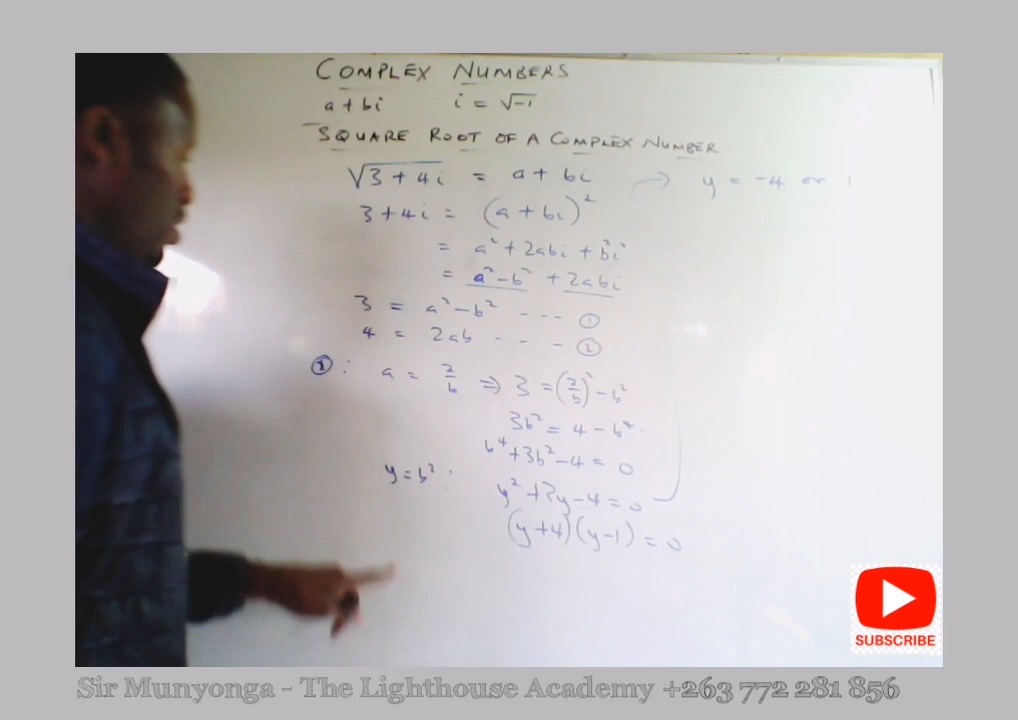 COMPLEX NUMBERS
a + bi i = √-1
SQUARE ROOT OF A COMPLEX NUMBER
√3 + 4i = a + bi → y = -4 or 1
3 + 4i = (a + bi)²
= a² + 2abi + b²i²
= a² - b² + 2abi
3 = a² - b² ---- ①
4 = 2ab - - - ②
②: a = 2/b ⇒ 3 = (2/b)² - b²
3b² = 4 - b⁴
b⁴ + 3b² - 4 = 0
y = b²: y² + 3y - 4 = 0
(y + 4)(y - 1) = 0
SUBSCRIBE
Sir Munyonga - The Lighthouse Academy +263 772 281 856